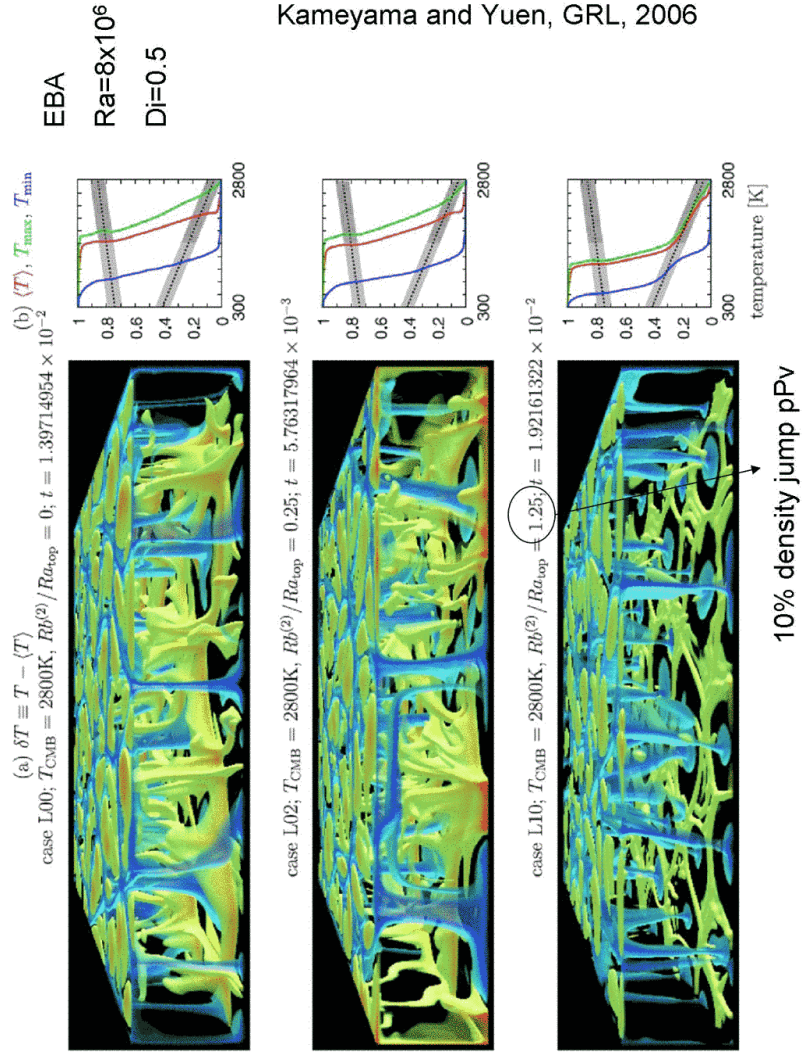 Kameyama and Yuen, GRL, 2006
EBA
Ra=8x10⁶
Di=0.5
(a) δT ≡ T − ⟨T⟩
(b) ⟨T⟩, T_max, T_min
case L00; T_CMB = 2800K, Rb⁽²⁾/Ra_top = 0; t = 1.39714954 × 10⁻²
1
0.8
0.6
0.4
0.2
0
300
2800
case L02; T_CMB = 2800K, Rb⁽²⁾/Ra_top = 0.25; t = 5.76317964 × 10⁻³
1
0.8
0.6
0.4
0.2
0
300
2800
case L10; T_CMB = 2800K, Rb⁽²⁾/Ra_top = 1.25; t = 1.92161322 × 10⁻²
1
0.8
0.6
0.4
0.2
0
300
2800
temperature [K]
10% density jump pPv